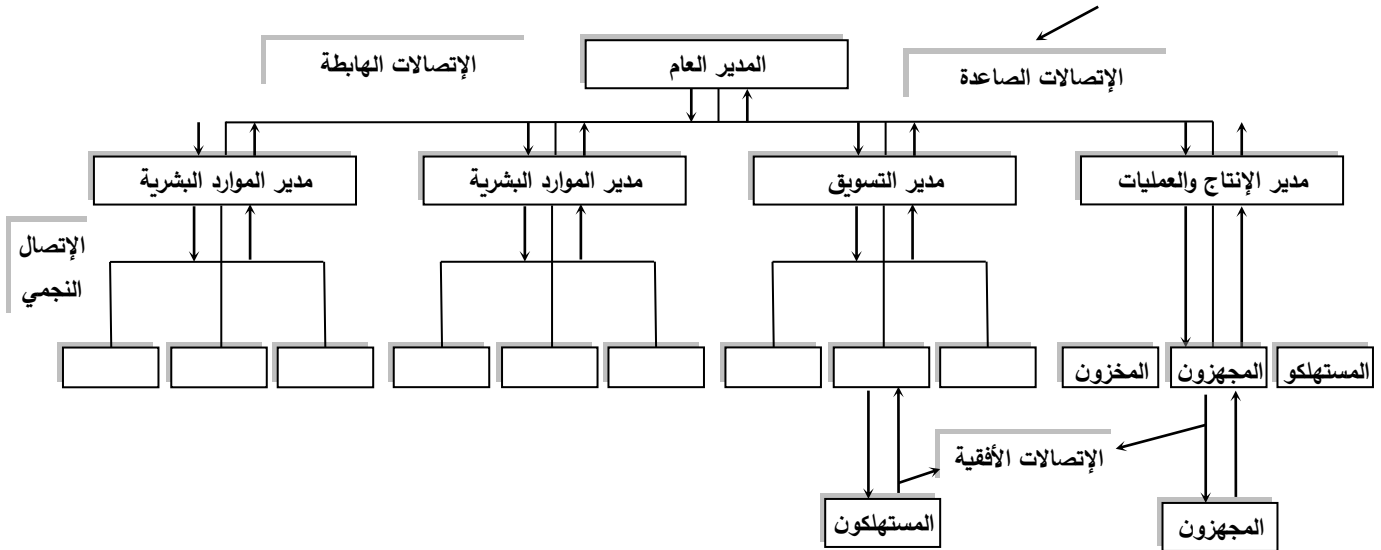 المدير العام
الإتصالات الهابطة
الإتصالات الصاعدة
مدير الإنتاج والعمليات
مدير التسويق
مدير الموارد البشرية
مدير الموارد البشرية
الإتصال
النجمي
المستهلكو
المجهزون
المخزون
الإتصالات الأفقية
المجهزون
المستهلكون